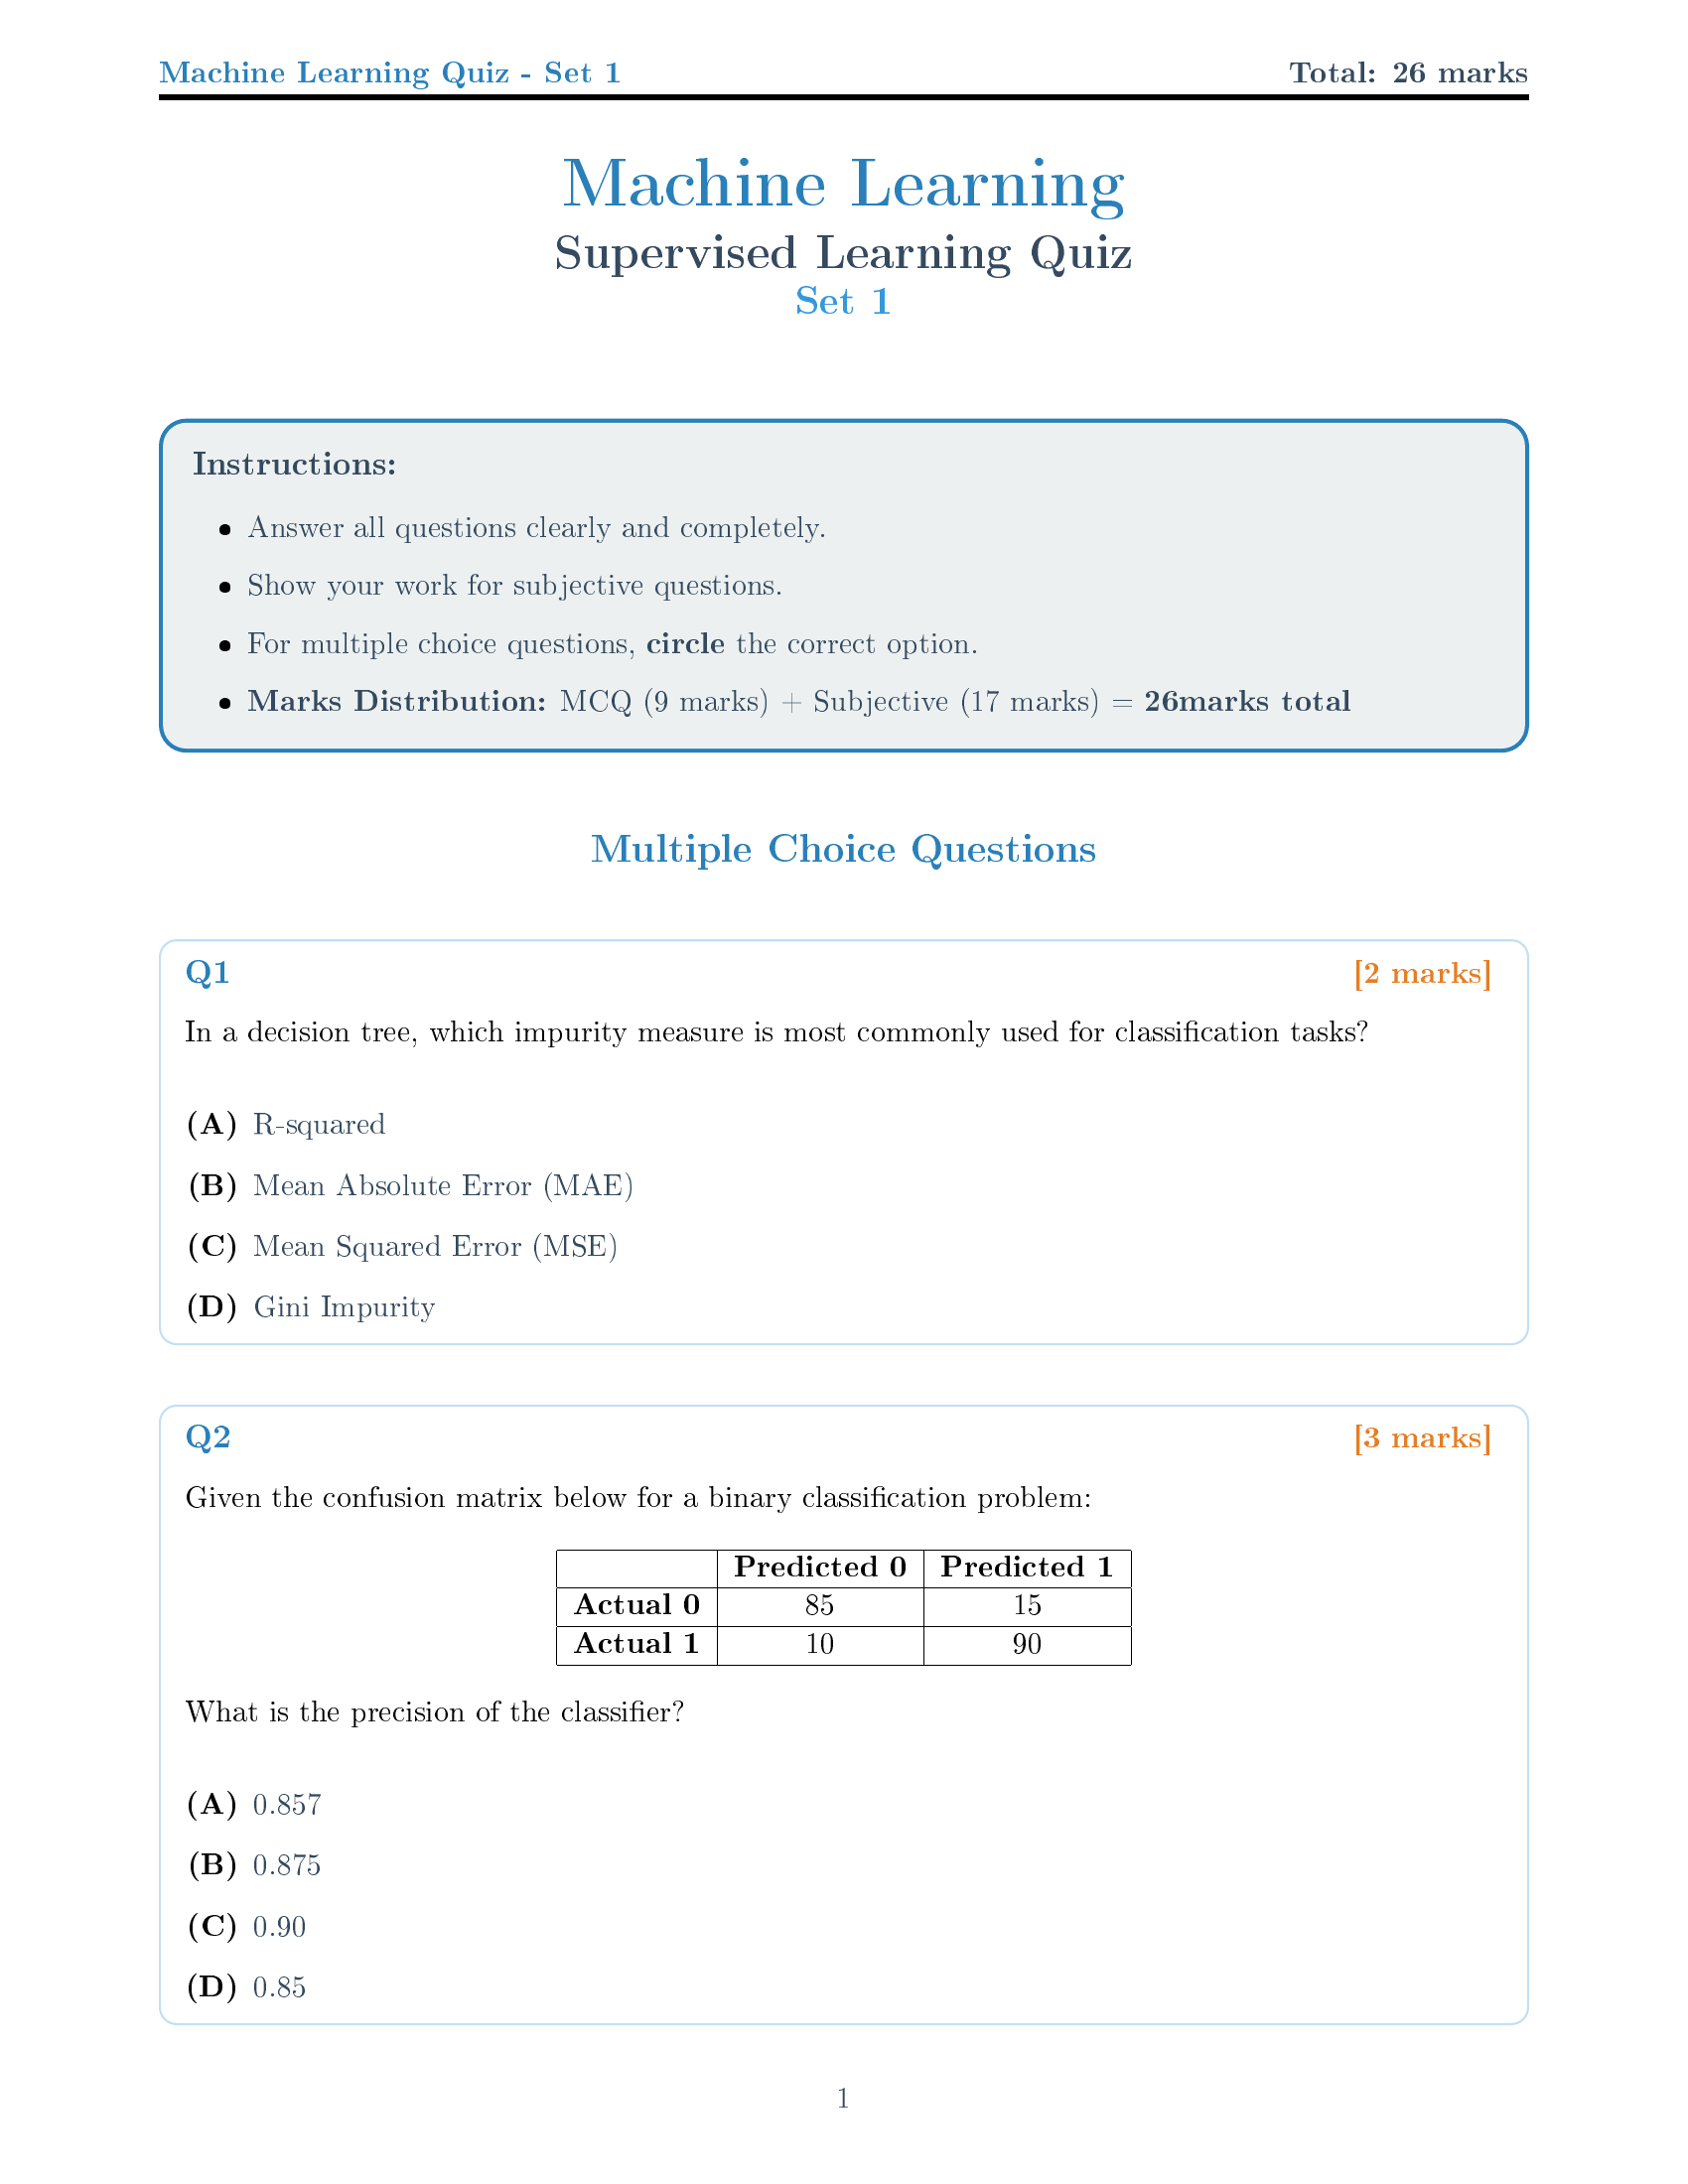 Machine Learning Quiz - Set 1 Total: 26 marks
Machine Learning
Supervised Learning Quiz
Set 1
Instructions:
• Answer all questions clearly and completely.
• Show your work for subjective questions.
• For multiple choice questions, circle the correct option.
• Marks Distribution: MCQ (9 marks) + Subjective (17 marks) = 26marks total
Multiple Choice Questions
Q1 [2 marks]
In a decision tree, which impurity measure is most commonly used for classification tasks?
(A) R-squared
(B) Mean Absolute Error (MAE)
(C) Mean Squared Error (MSE)
(D) Gini Impurity
Q2 [3 marks]
Given the confusion matrix below for a binary classification problem:
Predicted 0 Predicted 1
Actual 0 85 15
Actual 1 10 90
What is the precision of the classifier?
(A) 0.857
(B) 0.875
(C) 0.90
(D) 0.85
1